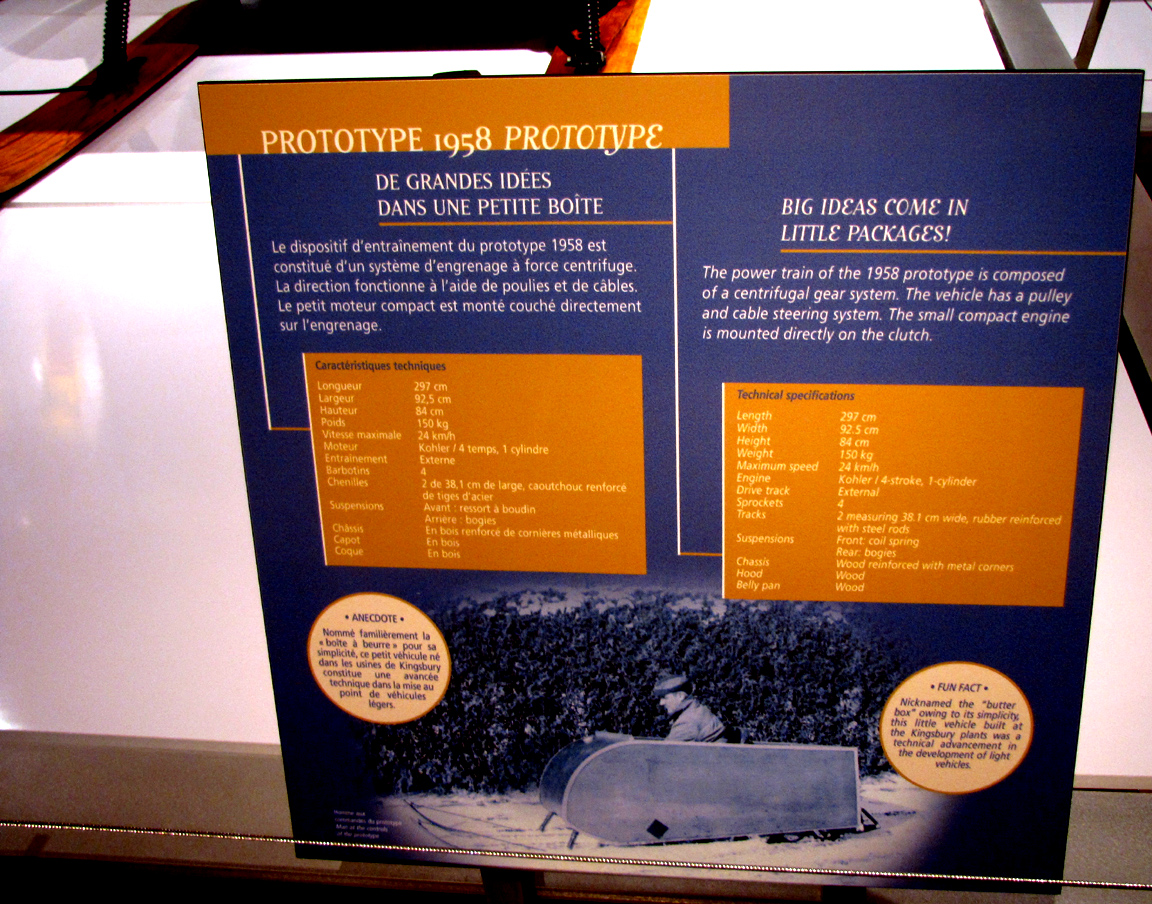 PROTOTYPE 1958 PROTOTYPE
DE GRANDES IDÉES
DANS UNE PETITE BOÎTE
Le dispositif d'entraînement du prototype 1958 est
constitué d'un système d'engrenage à force centrifuge.
La direction fonctionne à l'aide de poulies et de câbles.
Le petit moteur compact est monté couché directement
sur l'engrenage.
Caractéristiques techniques
Longueur 297 cm
Largeur 92,5 cm
Hauteur 84 cm
Poids 150 kg
Vitesse maximale 24 km/h
Moteur Kohler / 4 temps, 1 cylindre
Entraînement Externe
Barbotins 4
Chenilles 2 de 38,1 cm de large, caoutchouc renforcé
de tiges d'acier
Suspensions Avant : ressort à boudin
Arrière : bogies
Châssis En bois renforcé de cornières métalliques
Capot En bois
Coque En bois
• ANECDOTE •
Nommé familièrement la
« boîte à beurre » pour sa
simplicité, ce petit véhicule né
dans les usines de Kingsbury
constitue une avancée
technique dans la mise au
point de véhicules
légers.
Homme aux
commandes du prototype
Man at the controls
of the prototype
BIG IDEAS COME IN
LITTLE PACKAGES!
The power train of the 1958 prototype is composed
of a centrifugal gear system. The vehicle has a pulley
and cable steering system. The small compact engine
is mounted directly on the clutch.
Technical specifications
Length 297 cm
Width 92.5 cm
Height 84 cm
Weight 150 kg
Maximum speed 24 km/h
Engine Kohler / 4-stroke, 1-cylinder
Drive track External
Sprockets 4
Tracks 2 measuring 38.1 cm wide, rubber reinforced
with steel rods
Suspensions Front: coil spring
Rear: bogies
Chassis Wood reinforced with metal corners
Hood Wood
Belly pan Wood
• FUN FACT •
Nicknamed the "butter
box" owing to its simplicity,
this little vehicle built at
the Kingsbury plants was a
technical advancement in
the development of light
vehicles.